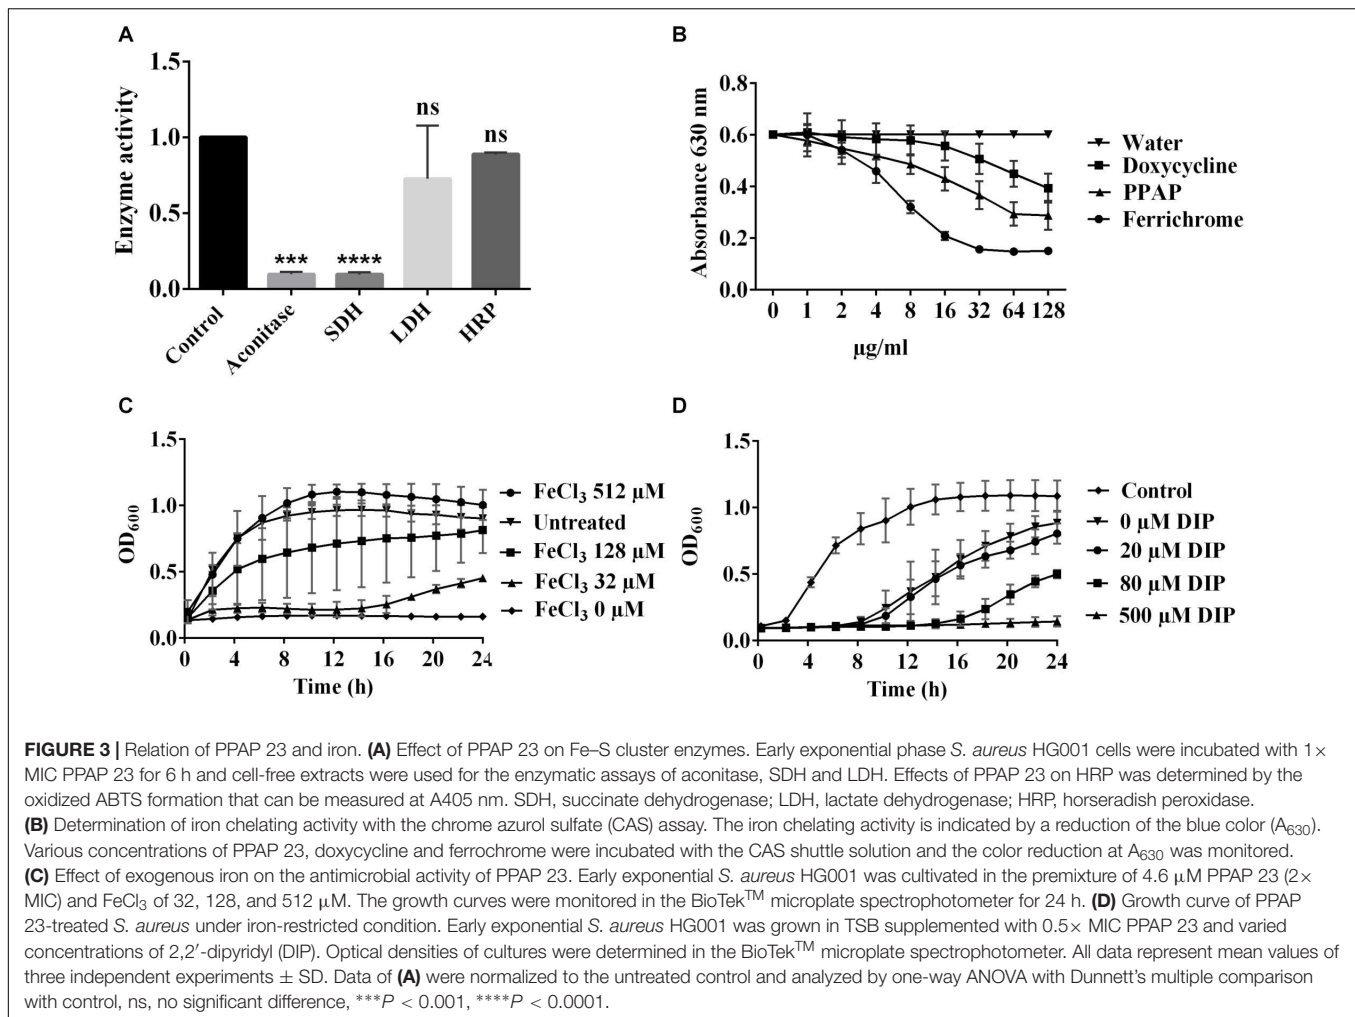 A
1.5
1.0
0.5
0.0
Enzyme activity
***
****
ns
ns
Control
Aconitase
SDH
LDH
HRP
B
0.8
0.6
0.4
0.2
0.0
Absorbance 630 nm
0 1 2 4 8 16 32 64 128
µg/ml
Water
Doxycycline
PPAP
Ferrichrome
C
1.5
1.0
0.5
0.0
OD600
0 4 8 12 16 20 24
Time (h)
FeCl3 512 µM
Untreated
FeCl3 128 µM
FeCl3 32 µM
FeCl3 0 µM
D
1.5
1.0
0.5
0.0
OD600
0 4 8 12 16 20 24
Time (h)
Control
0 µM DIP
20 µM DIP
80 µM DIP
500 µM DIP
FIGURE 3 | Relation of PPAP 23 and iron. (A) Effect of PPAP 23 on Fe–S cluster enzymes. Early exponential phase S. aureus HG001 cells were incubated with 1×
MIC PPAP 23 for 6 h and cell-free extracts were used for the enzymatic assays of aconitase, SDH and LDH. Effects of PPAP 23 on HRP was determined by the
oxidized ABTS formation that can be measured at A405 nm. SDH, succinate dehydrogenase; LDH, lactate dehydrogenase; HRP, horseradish peroxidase.
(B) Determination of iron chelating activity with the chrome azurol sulfate (CAS) assay. The iron chelating activity is indicated by a reduction of the blue color (A630).
Various concentrations of PPAP 23, doxycycline and ferrochrome were incubated with the CAS shuttle solution and the color reduction at A630 was monitored.
(C) Effect of exogenous iron on the antimicrobial activity of PPAP 23. Early exponential S. aureus HG001 was cultivated in the premixture of 4.6 µM PPAP 23 (2×
MIC) and FeCl3 of 32, 128, and 512 µM. The growth curves were monitored in the BioTek™ microplate spectrophotometer for 24 h. (D) Growth curve of PPAP
23-treated S. aureus under iron-restricted condition. Early exponential S. aureus HG001 was grown in TSB supplemented with 0.5× MIC PPAP 23 and varied
concentrations of 2,2′-dipyridyl (DIP). Optical densities of cultures were determined in the BioTek™ microplate spectrophotometer. All data represent mean values of
three independent experiments ± SD. Data of (A) were normalized to the untreated control and analyzed by one-way ANOVA with Dunnett's multiple comparison
with control, ns, no significant difference, ***P < 0.001, ****P < 0.0001.